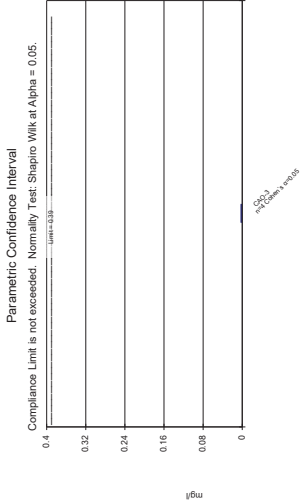 Parametric Confidence Interval
Compliance Limit is not exceeded. Normality Test: Shapiro Wilk at Alpha = 0.05.
0.4
Limit = 0.39
0.32
0.24
0.16
0.08
0
mg/l
CAO-3
n=4 Cohen`s α=0.05